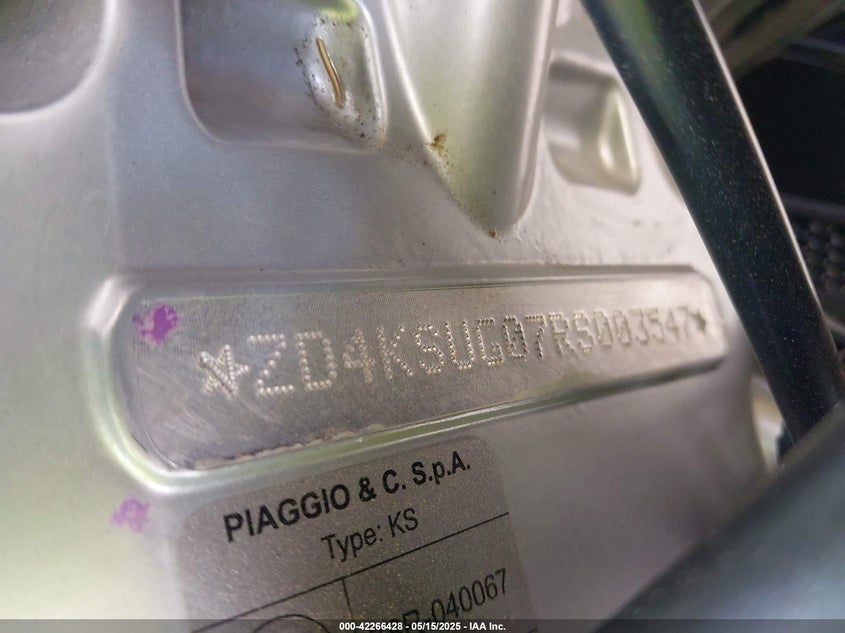 *ZD4KSUG07RS003547*
PIAGGIO & C. S.p.A.
Type: KS
040067
000-42266428 - 05/15/2025 - IAA Inc.